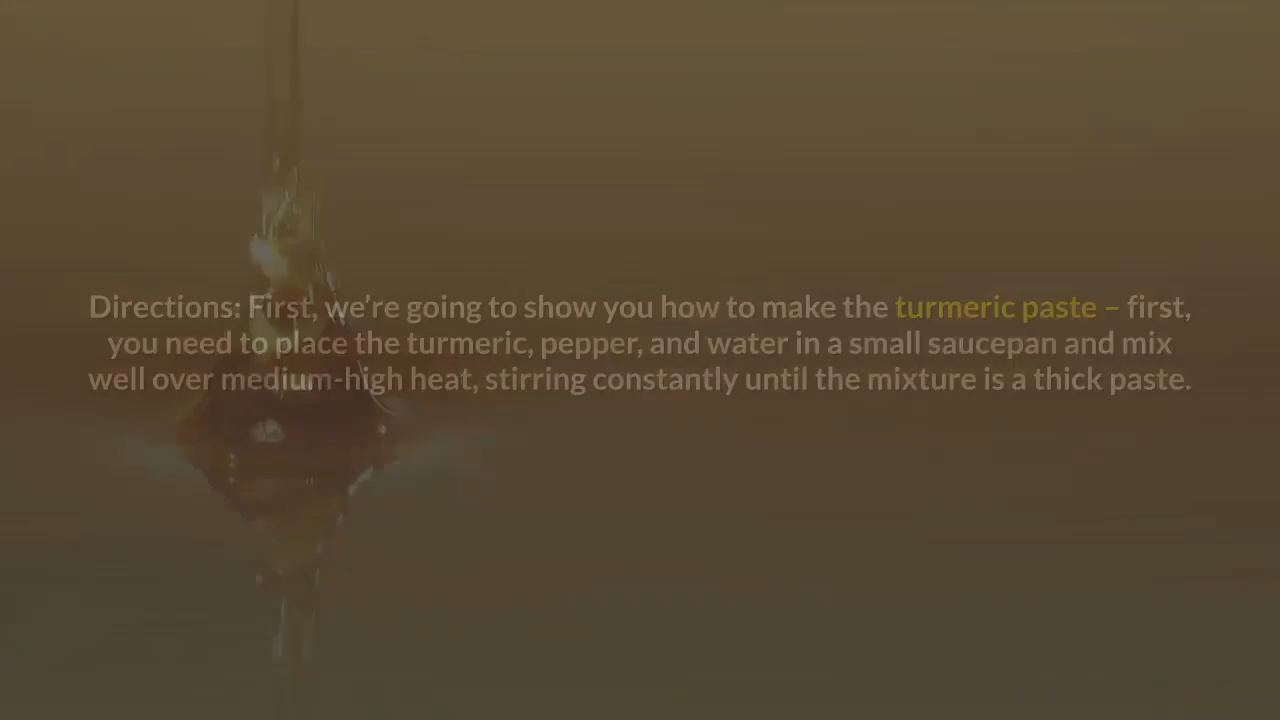 Directions: First, we're going to show you how to make the turmeric paste – first,
you need to place the turmeric, pepper, and water in a small saucepan and mix
well over medium-high heat, stirring constantly until the mixture is a thick paste.